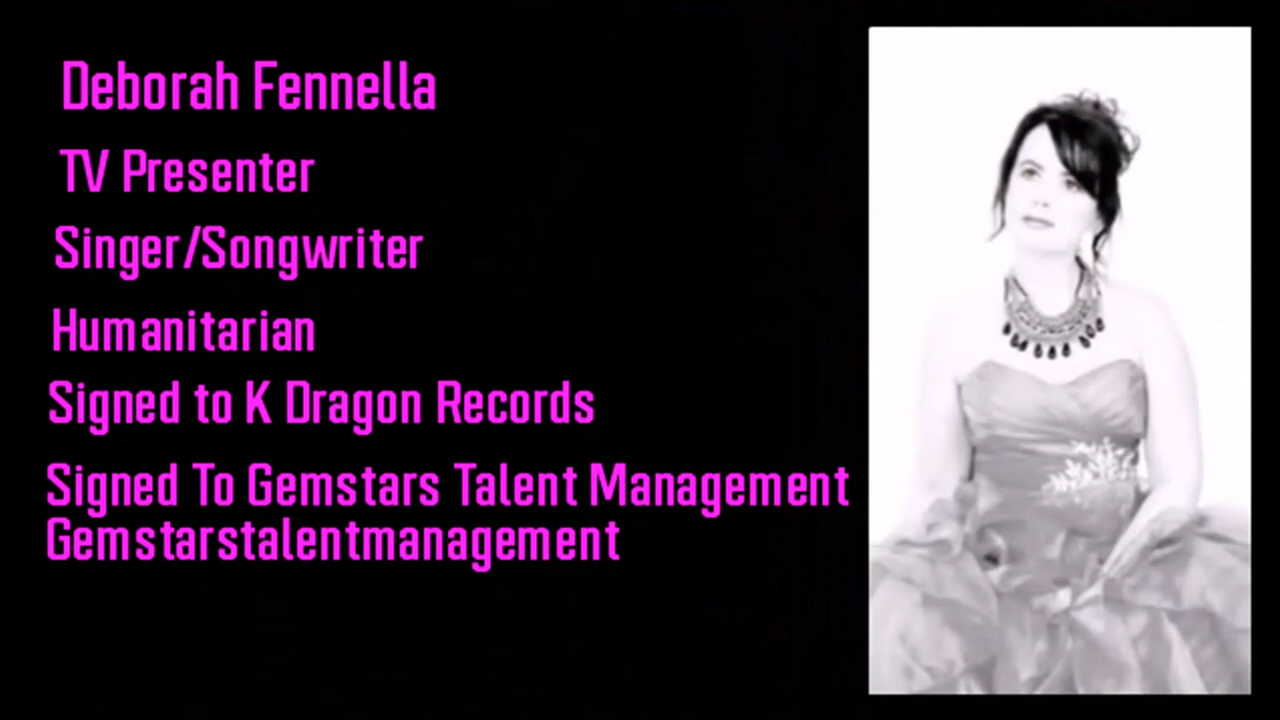 Deborah Fennella
TV Presenter
Singer/Songwriter
Humanitarian
Signed to K Dragon Records
Signed To Gemstars Talent Management
Gemstarstalentmanagement